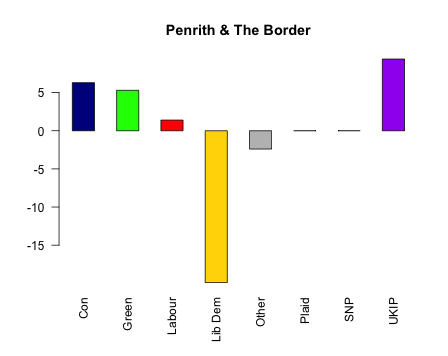 Penrith & The Border
5
0
-5
-10
-15
Con
Green
Labour
Lib Dem
Other
Plaid
SNP
UKIP